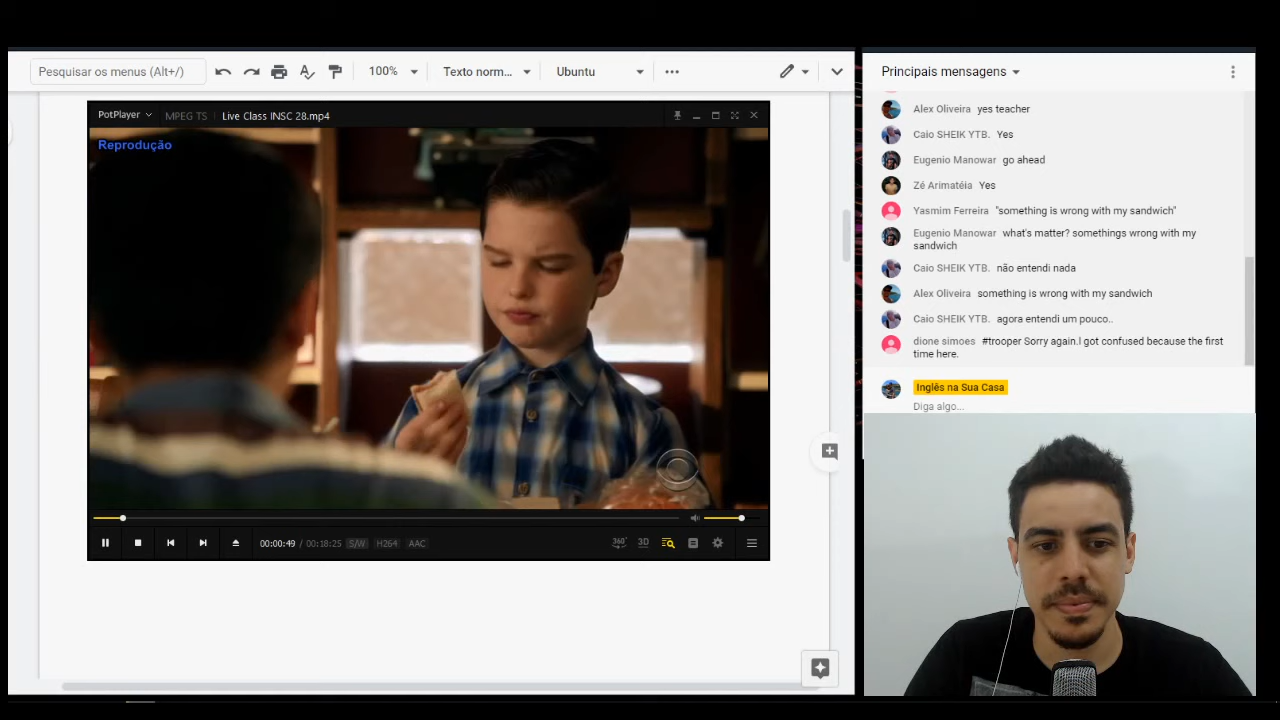 Pesquisar os menus (Alt+/)
100%
Texto norm...
Ubuntu
PotPlayer
MPEG TS
Live Class INSC 28.mp4
Reprodução
00:00:49 / 00:18:25 S/W H264 AAC
360°
3D
Principais mensagens
Alex Oliveira yes teacher
Caio SHEIK YTB. Yes
Eugenio Manowar go ahead
Zé Arimatéia Yes
Yasmim Ferreira "something is wrong with my sandwich"
Eugenio Manowar what's matter? somethings wrong with my
sandwich
Caio SHEIK YTB. não entendi nada
Alex Oliveira something is wrong with my sandwich
Caio SHEIK YTB. agora entendi um pouco..
dione simoes #trooper Sorry again.I got confused because the first
time here.
Inglês na Sua Casa
Diga algo...